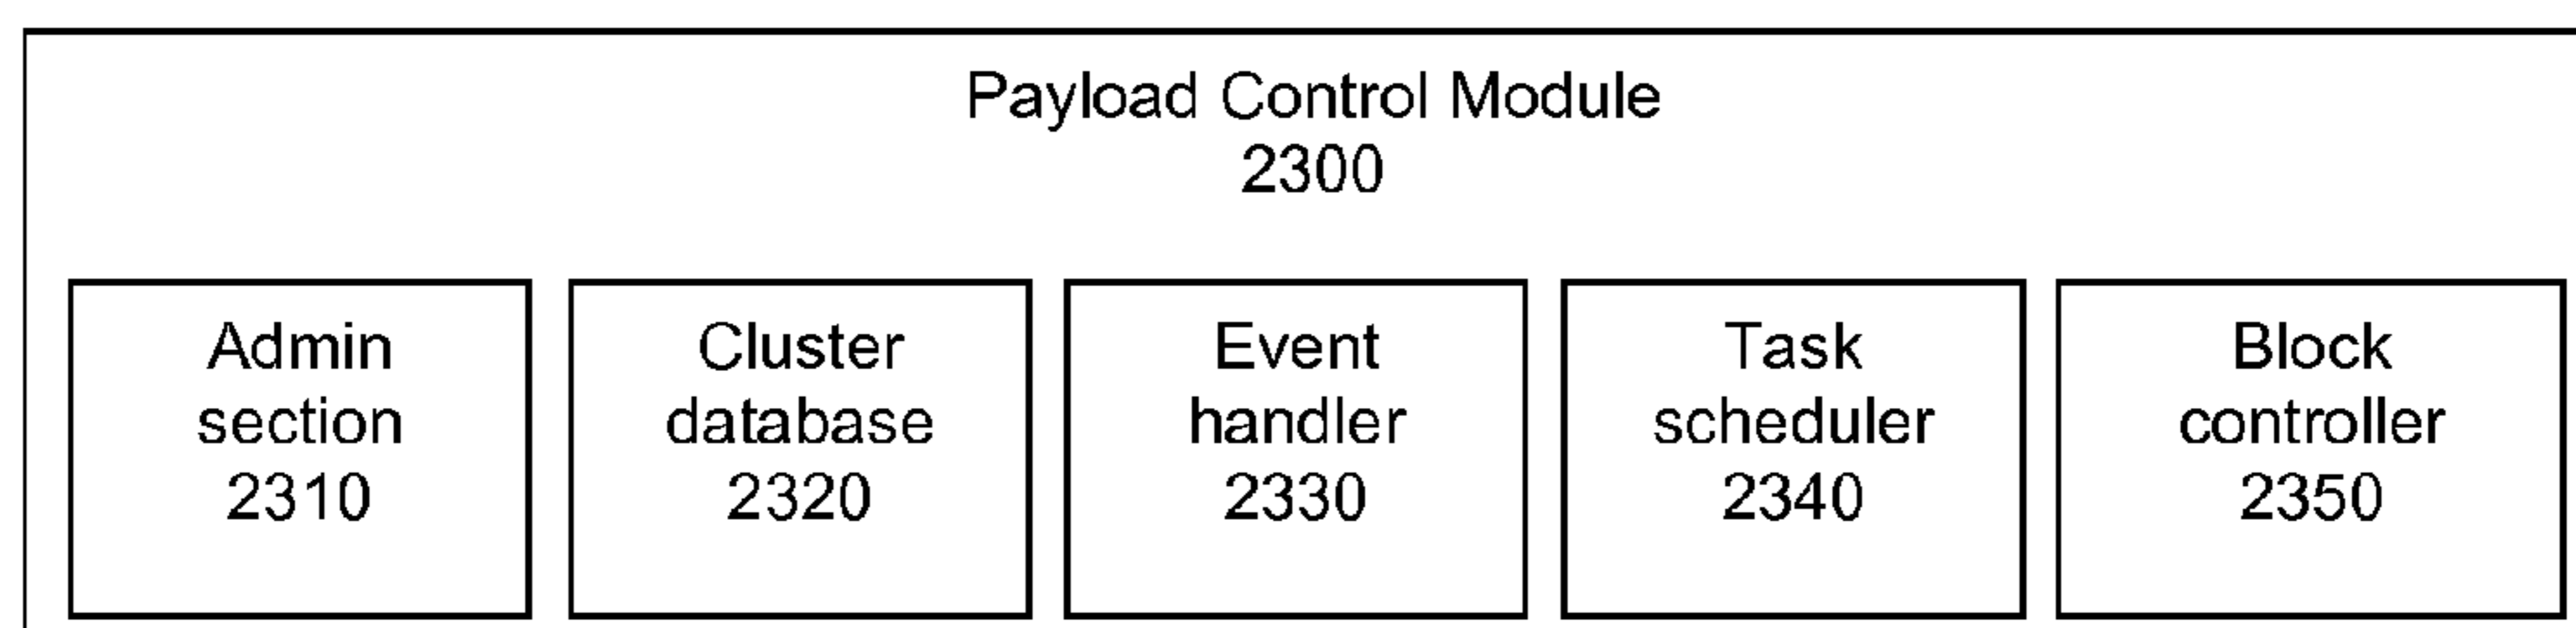 Payload Control Module
2300
Admin
section
2310
Cluster
database
2320
Event
handler
2330
Task
scheduler
2340
Block
controller
2350